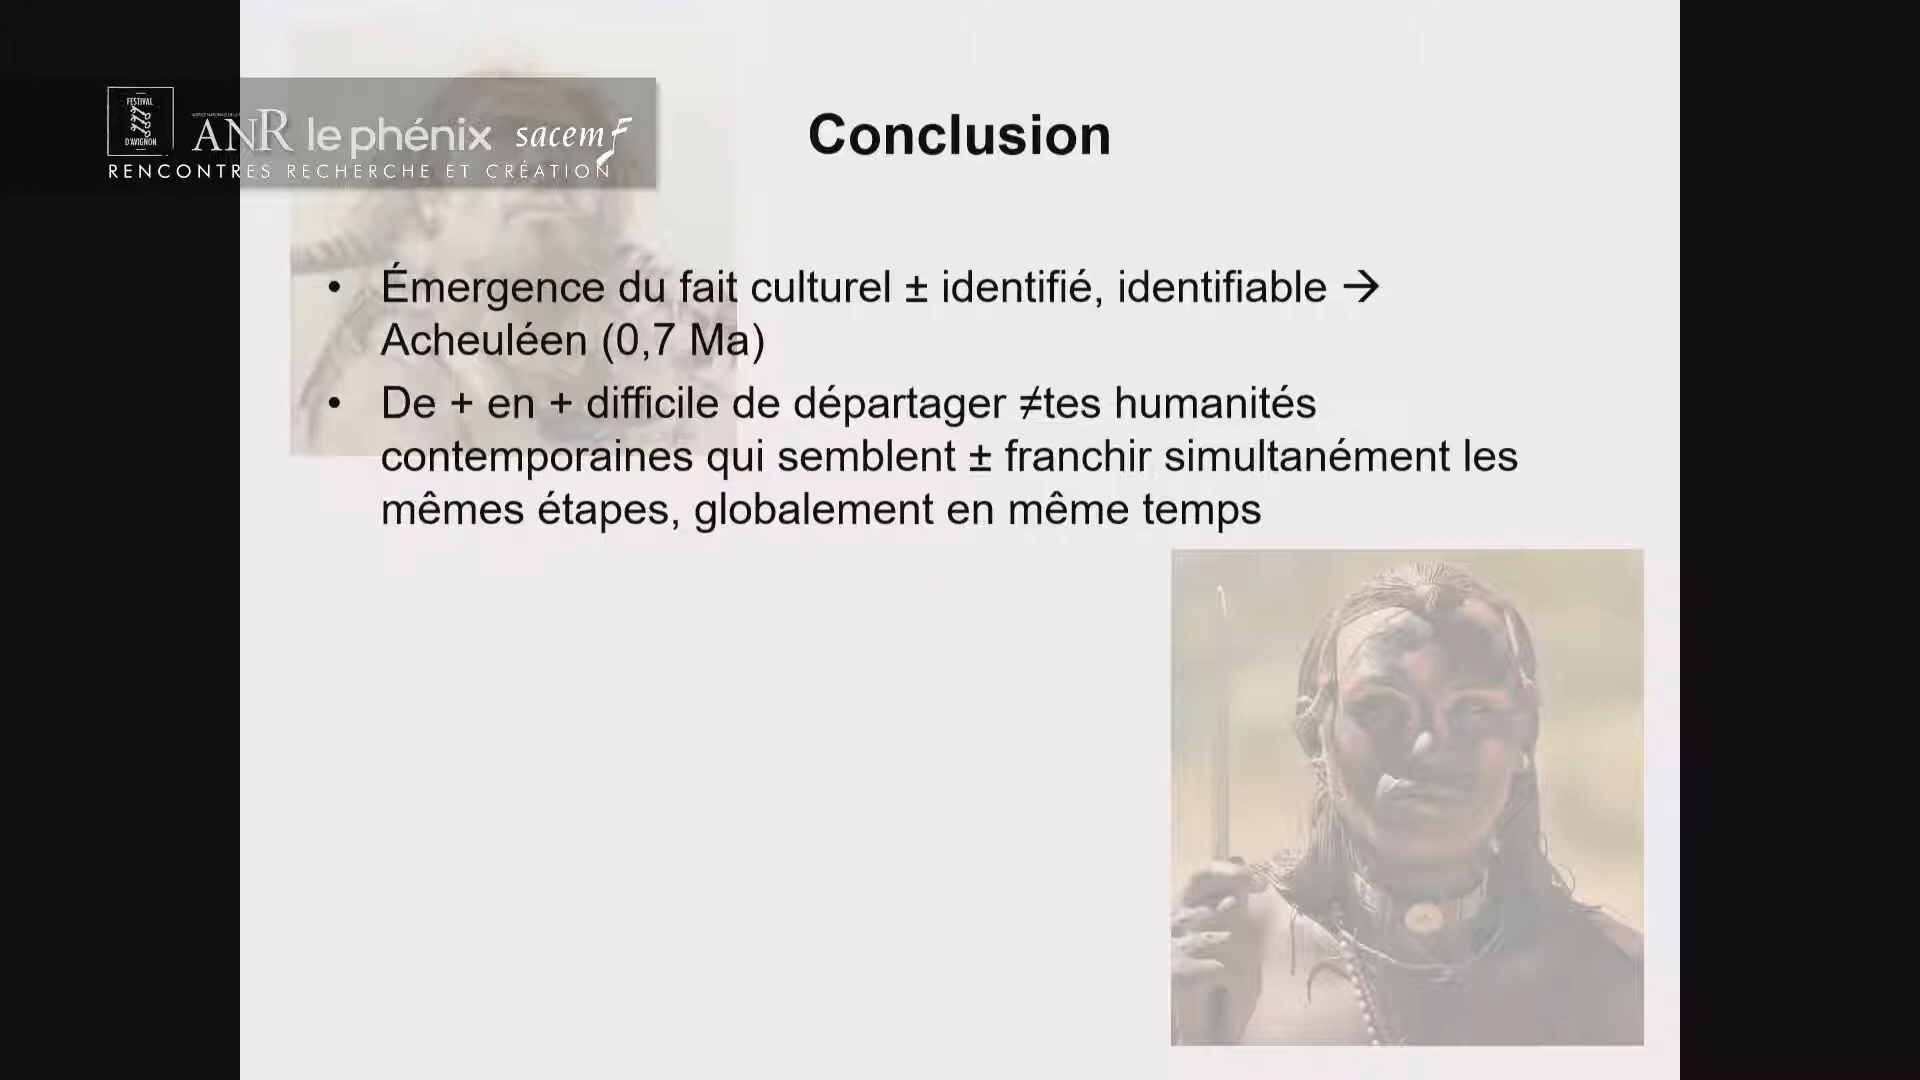 FESTIVAL
D'AVIGNON
ANR le phénix sacem
RENCONTRES RECHERCHE ET CRÉATION
Conclusion
• Émergence du fait culturel ± identifié, identifiable →
Acheuléen (0,7 Ma)
• De + en + difficile de départager ≠tes humanités
contemporaines qui semblent ± franchir simultanément les
mêmes étapes, globalement en même temps